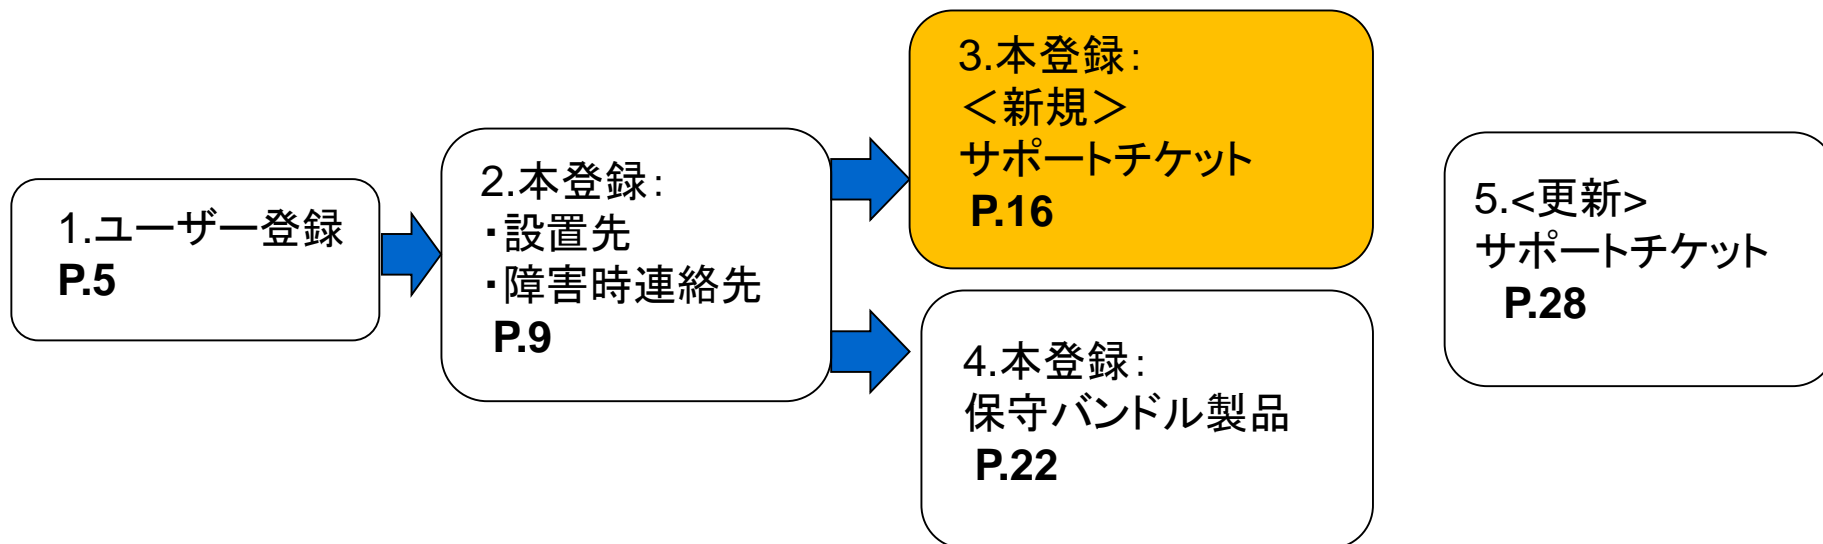 1.ユーザー登録
P.5
2.本登録：
・設置先
・障害時連絡先
P.9
3.本登録：
＜新規＞
サポートチケット
P.16
4.本登録：
保守バンドル製品
P.22
5.<更新>
サポートチケット
P.28